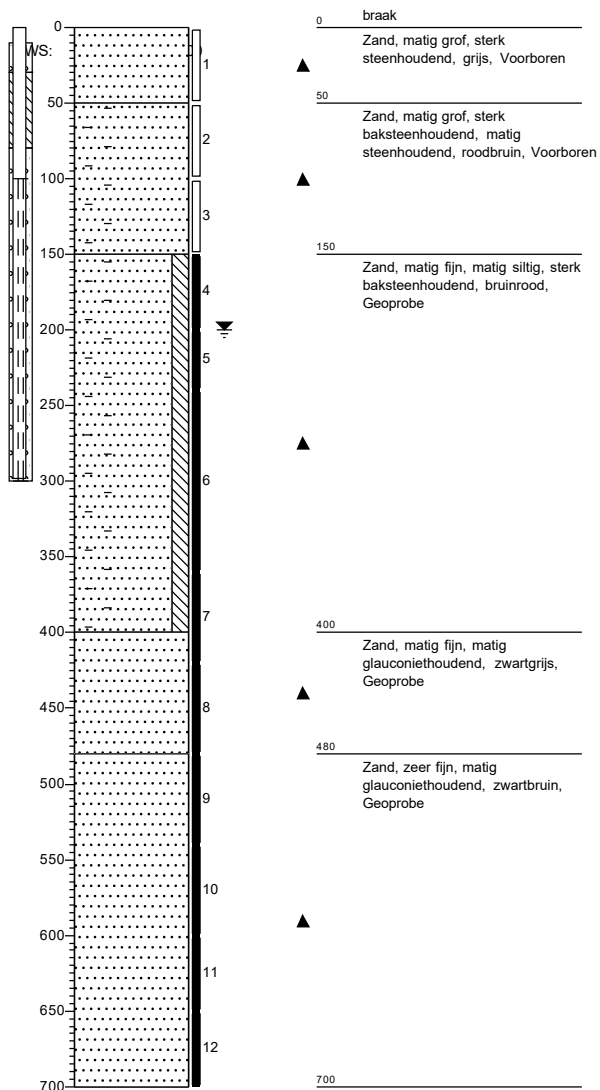 0
braak
0
Zand, matig grof, sterk
steenhoudend, grijs, Voorboren
WS:
1
50
50
Zand, matig grof, sterk
baksteenhoudend, matig
steenhoudend, roodbruin, Voorboren
2
100
3
150
150
Zand, matig fijn, matig siltig, sterk
baksteenhoudend, bruinrood,
Geoprobe
4
200
5
250
6
300
350
7
400
400
Zand, matig fijn, matig
glauconiethoudend, zwartgrijs,
Geoprobe
8
450
480
Zand, zeer fijn, matig
glauconiethoudend, zwartbruin,
Geoprobe
500
9
550
10
600
11
650
12
700
700